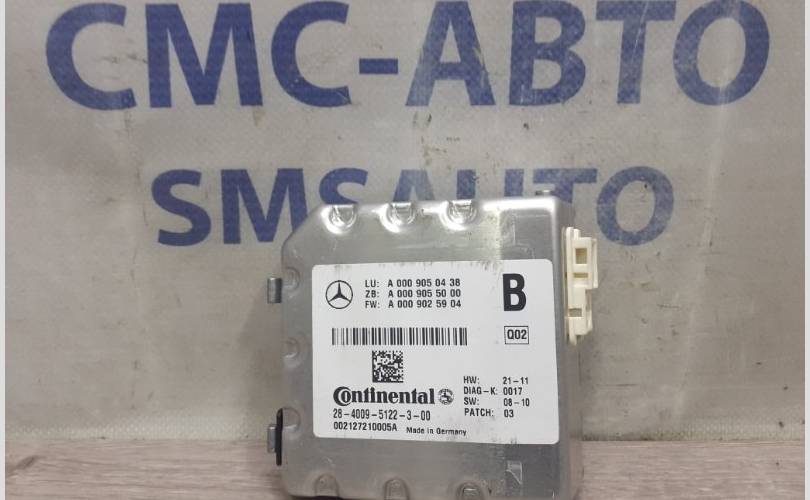 СМС-АВТО
SMSAUTO
LU: A 000 905 04 38
ZB: A 000 905 50 00
FW: A 000 902 59 04
B
Q02
Continental
HW: 21-11
DIAG-K: 0017
SW: 08-10
PATCH: 03
28-4009-5122-3-00
002127210005A Made in Germany